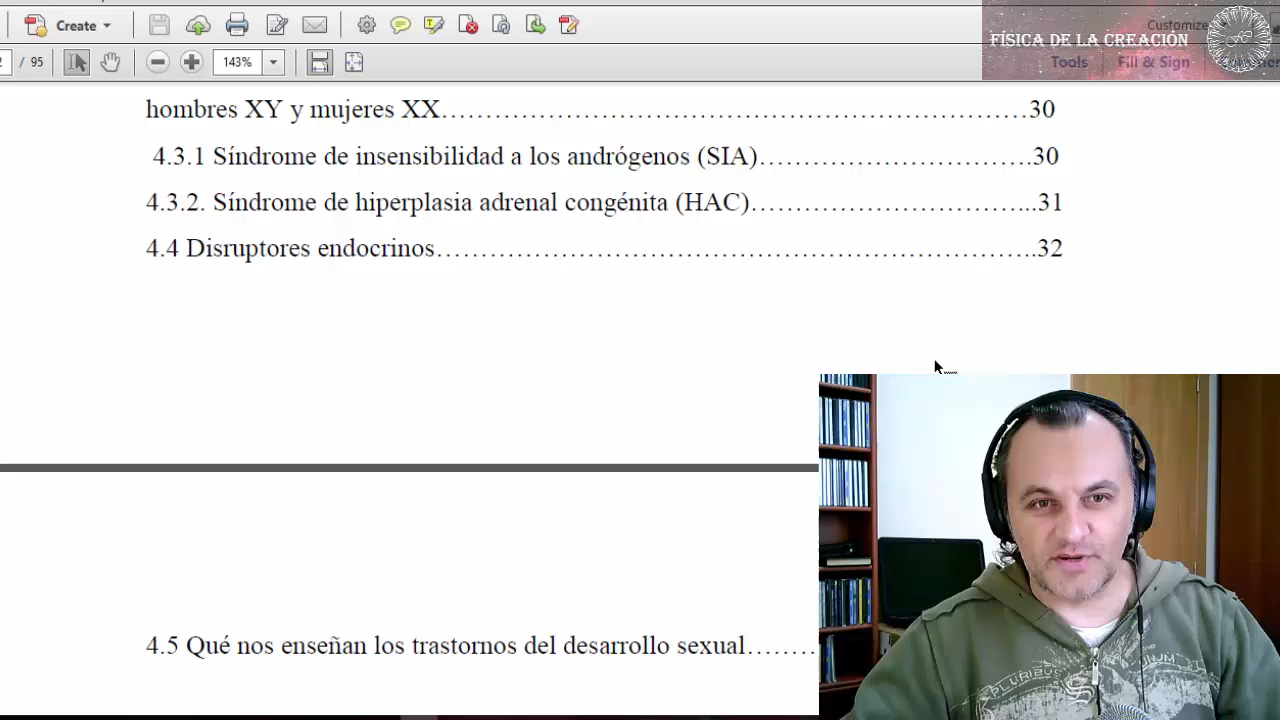 Create
Customize
FÍSICA DE LA CREACIÓN
/ 95
143%
Tools
Fill & Sign
hombres XY y mujeres XX……………………………………………………………………30
4.3.1 Síndrome de insensibilidad a los andrógenos (SIA)……………………………….30
4.3.2. Síndrome de hiperplasia adrenal congénita (HAC)………………………………...31
4.4 Disruptores endocrinos……………………………………………………………………..32
4.5 Qué nos enseñan los trastornos del desarrollo sexual………
PLURIBUS
UNUM